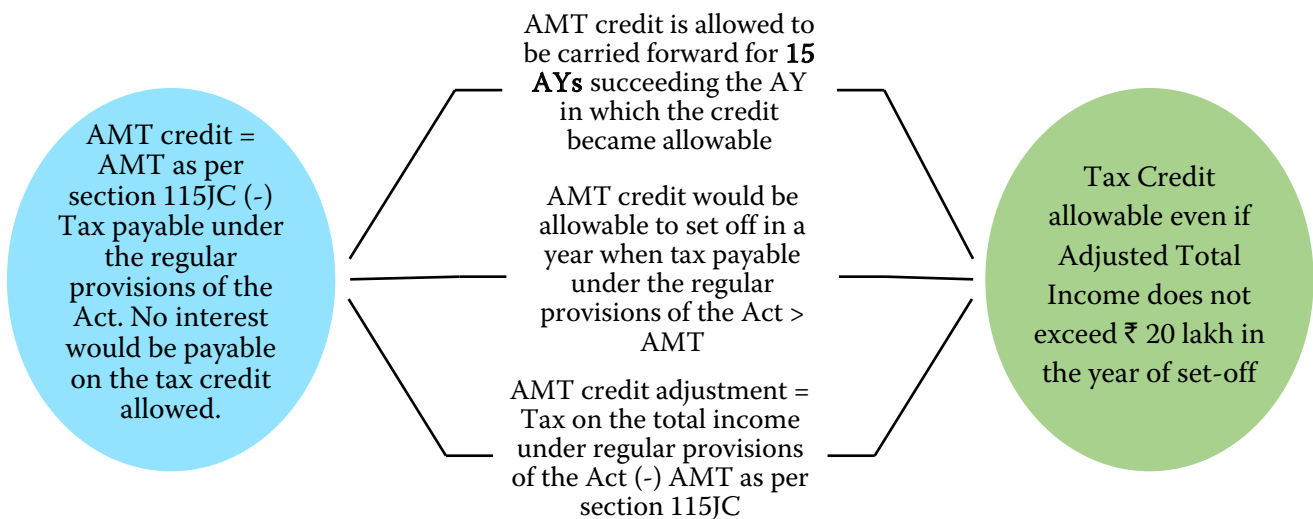 AMT credit =
AMT as per
section 115JC (-)
Tax payable under
the regular
provisions of the
Act. No interest
would be payable
on the tax credit
allowed.
AMT credit is allowed to
be carried forward for 15
AYs succeeding the AY
in which the credit
became allowable
AMT credit would be
allowable to set off in a
year when tax payable
under the regular
provisions of the Act >
AMT
AMT credit adjustment =
Tax on the total income
under regular provisions
of the Act (-) AMT as per
section 115JC
Tax Credit
allowable even if
Adjusted Total
Income does not
exceed ₹ 20 lakh in
the year of set-off